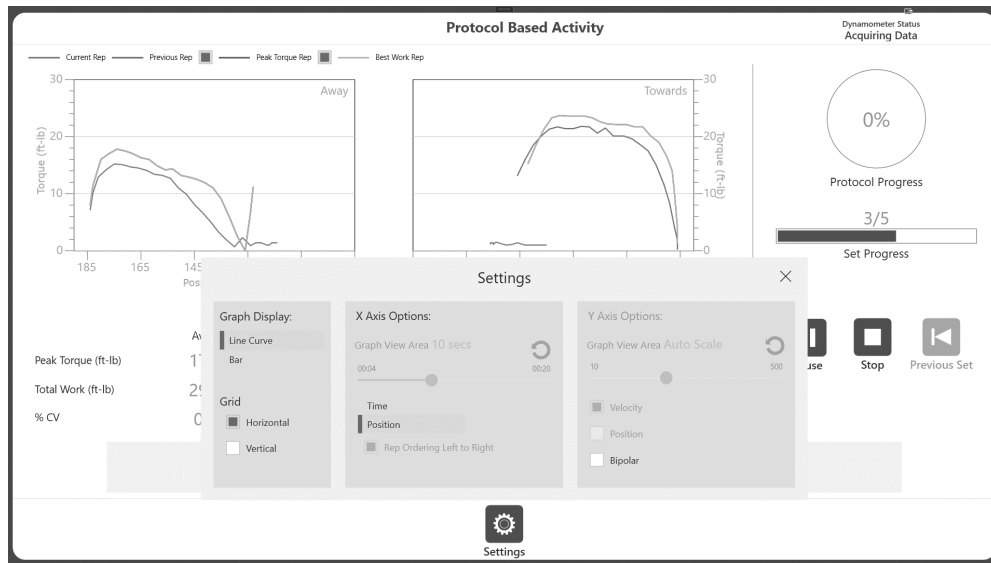 Protocol Based Activity
Dynamometer Status
Acquiring Data
Current Rep
Previous Rep
Peak Torque Rep
Best Work Rep
30
20
10
0
Torque (ft-lb)
Away
185
165
145
Pos
Towards
30
20
10
0
Torque (ft-lb)
0%
Protocol Progress
3/5
Set Progress
Peak Torque (ft-lb)
Total Work (ft-lb)
% CV
Settings
Graph Display:
Line Curve
Bar
Grid
Horizontal
Vertical
X Axis Options:
Graph View Area 10 secs
00:04 00:20
Time
Position
Rep Ordering Left to Right
Y Axis Options:
Graph View Area Auto Scale
10 500
Velocity
Position
Bipolar
use
Stop
Previous Set
Settings